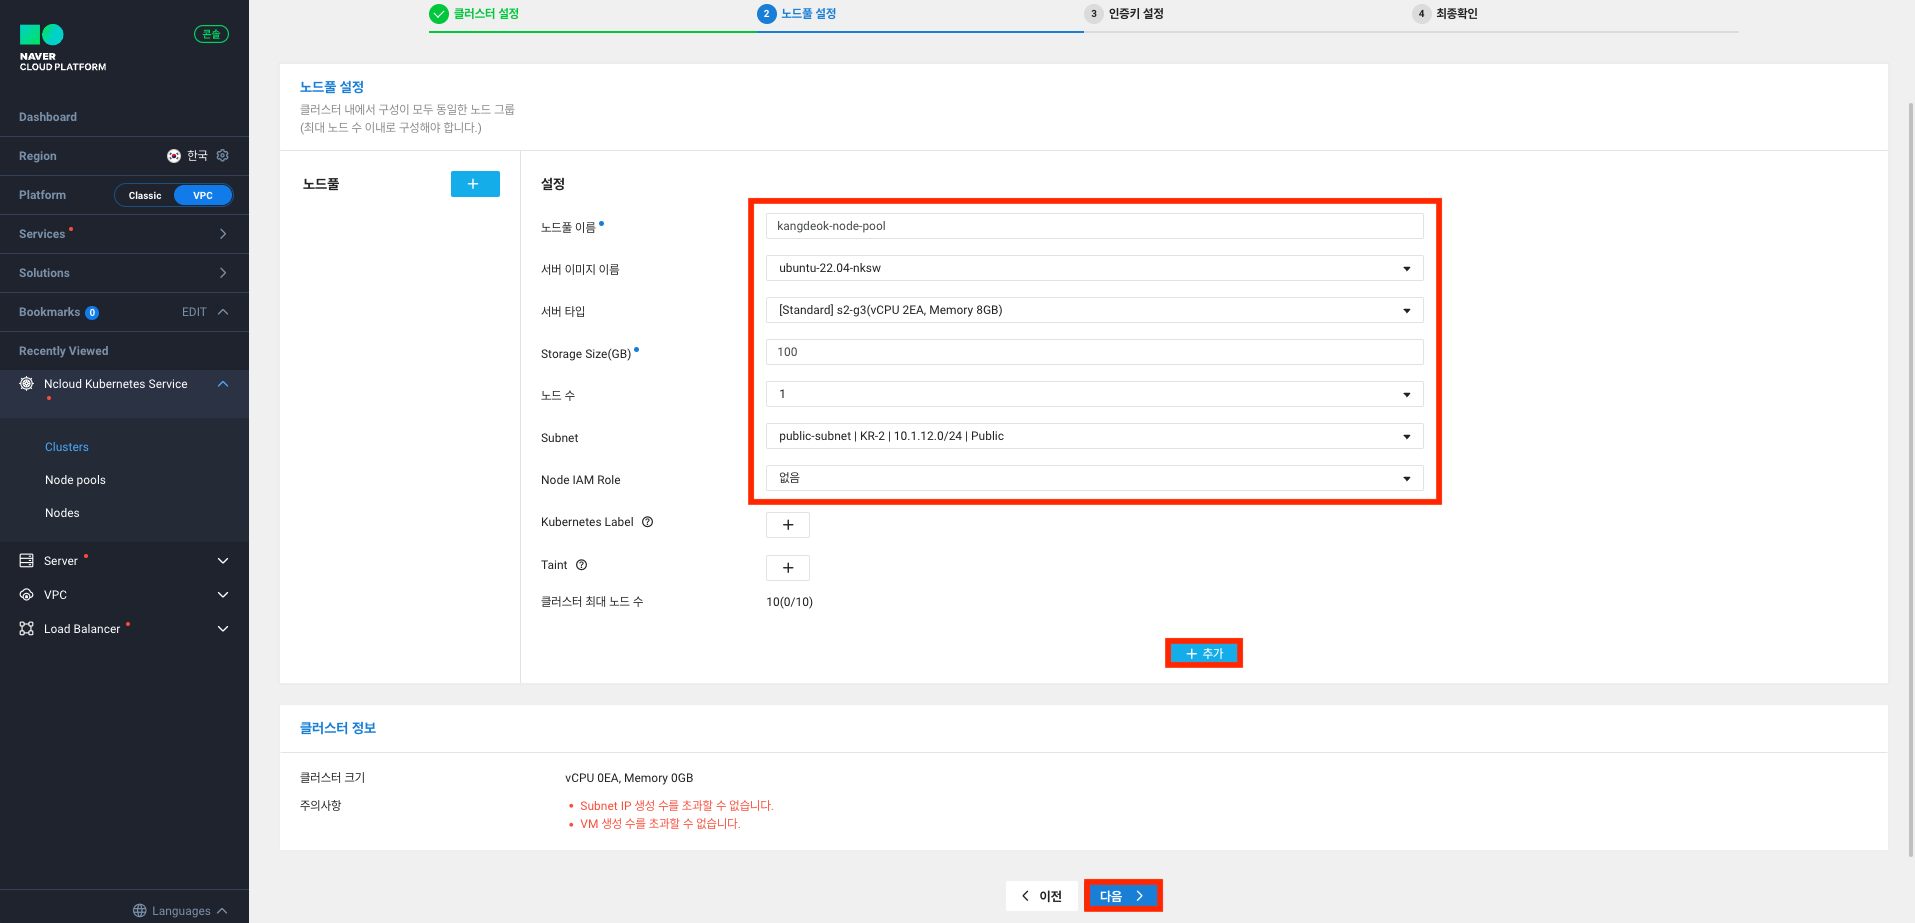 NAVER
CLOUD PLATFORM
콘솔
Dashboard
Region 한국
Platform Classic VPC
Services
Solutions
Bookmarks 0 EDIT
Recently Viewed
Ncloud Kubernetes Service
Clusters
Node pools
Nodes
Server
VPC
Load Balancer
Languages
클러스터 설정 2 노드풀 설정 3 인증키 설정 4 최종확인
노드풀 설정
클러스터 내에서 구성이 모두 동일한 노드 그룹
(최대 노드 수 이내로 구성해야 합니다.)
노드풀 +
설정
노드풀 이름 kangdeok-node-pool
서버 이미지 이름 ubuntu-22.04-nksw
서버 타입 [Standard] s2-g3(vCPU 2EA, Memory 8GB)
Storage Size(GB) 100
노드 수 1
Subnet public-subnet | KR-2 | 10.1.12.0/24 | Public
Node IAM Role 없음
Kubernetes Label ? +
Taint ? +
클러스터 최대 노드 수 10(0/10)
+ 추가
클러스터 정보
클러스터 크기 vCPU 0EA, Memory 0GB
주의사항 • Subnet IP 생성 수를 초과할 수 없습니다.
• VM 생성 수를 초과할 수 없습니다.
< 이전 다음 >